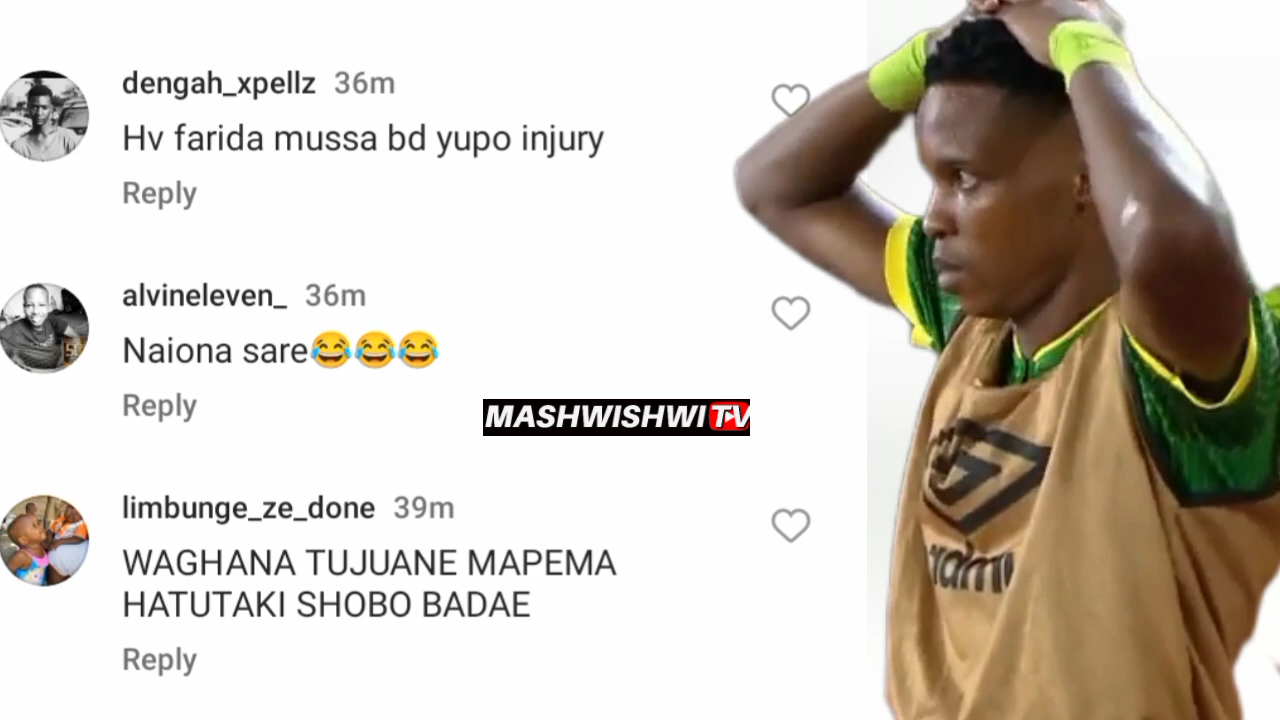 dengah_xpellz 36m
Hv farida mussa bd yupo injury
Reply
alvineleven_ 36m
Naiona sare😂😂😂
Reply
MASHWISHWI TV
limbunge_ze_done 39m
WAGHANA TUJUANE MAPEMA
HATUTAKI SHOBO BADAE
Reply